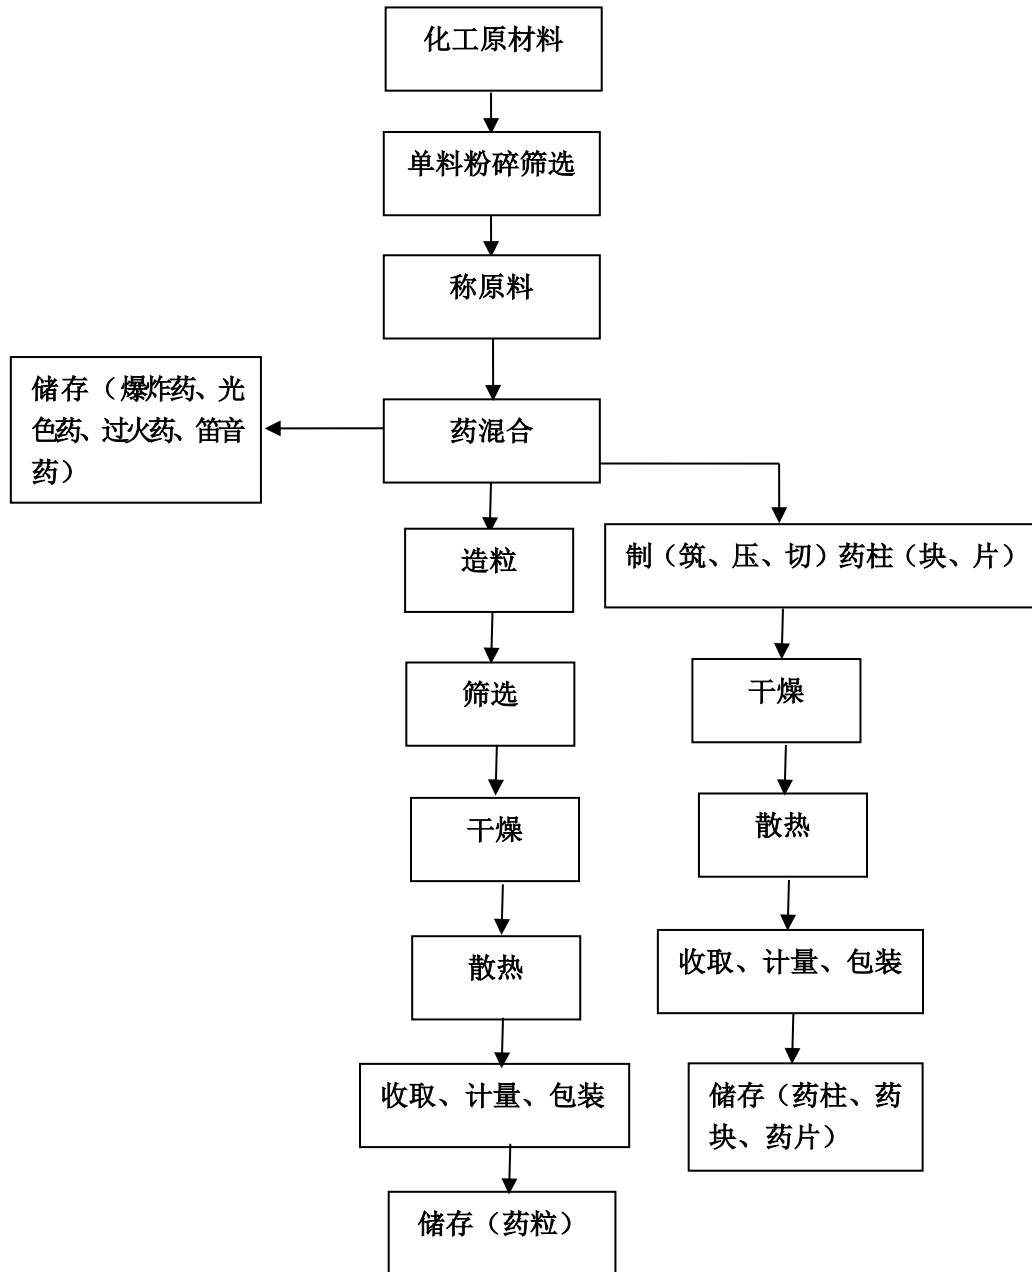 化工原材料
单料粉碎筛选
称原料
储存（爆炸药、光
色药、过火药、笛音
药）
药混合
造粒
制（筑、压、切）药柱（块、片）
筛选
干燥
干燥
散热
散热
收取、计量、包装
收取、计量、包装
储存（药柱、药
块、药片）
储存（药粒）